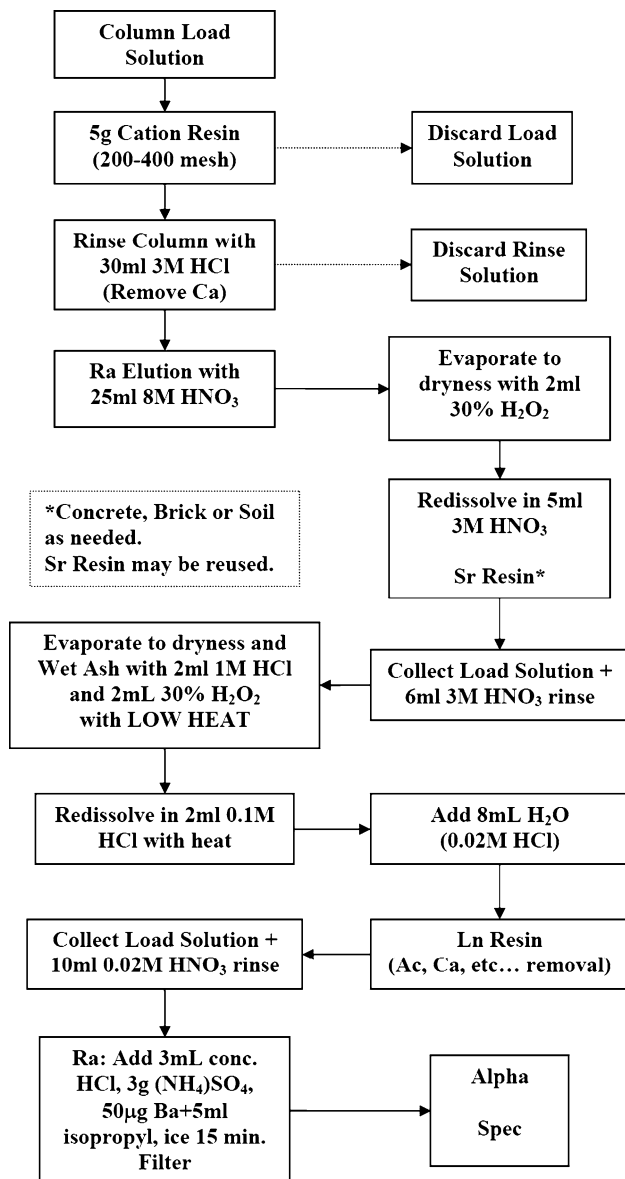 Column Load
Solution
5g Cation Resin
(200-400 mesh)
Discard Load
Solution
Rinse Column with
30ml 3M HCl
(Remove Ca)
Discard Rinse
Solution
Ra Elution with
25ml 8M HNO₃
Evaporate to
dryness with 2ml
30% H₂O₂
*Concrete, Brick or Soil
as needed.
Sr Resin may be reused.
Redissolve in 5ml
3M HNO₃
Sr Resin*
Collect Load Solution +
6ml 3M HNO₃ rinse
Evaporate to dryness and
Wet Ash with 2ml 1M HCl
and 2mL 30% H₂O₂
with LOW HEAT
Redissolve in 2ml 0.1M
HCl with heat
Add 8mL H₂O
(0.02M HCl)
Ln Resin
(Ac, Ca, etc… removal)
Collect Load Solution +
10ml 0.02M HNO₃ rinse
Ra: Add 3mL conc.
HCl, 3g (NH₄)SO₄,
50µg Ba+5ml
isopropyl, ice 15 min.
Filter
Alpha
Spec